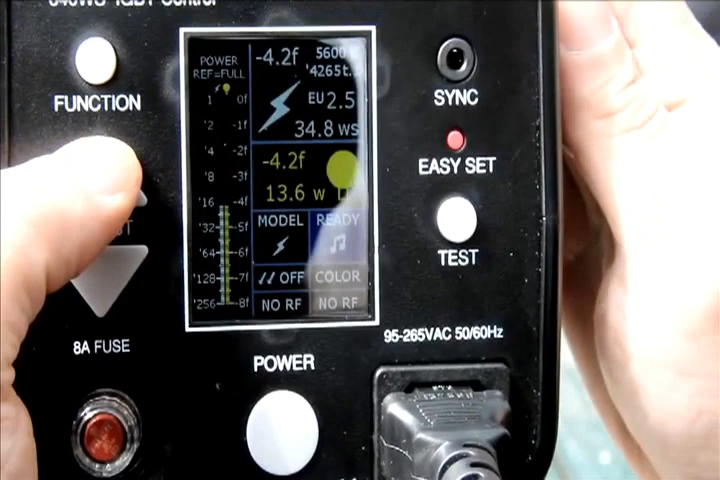 IGBT Control
FUNCTION
POWER
REF=FULL
1 0f
'2 -1f
'4 -2f
'8 -3f
'16 -4f
'32 -5f
'64 -6f
'128 -7f
'256 -8f
-4.2f
5600
'4265t.
EU 2.5
34.8 WS
-4.2f
13.6 W
MODEL
READY
OFF
COLOR
NO RF
NO RF
SYNC
EASY SET
TEST
8A FUSE
POWER
95-265VAC 50/60Hz